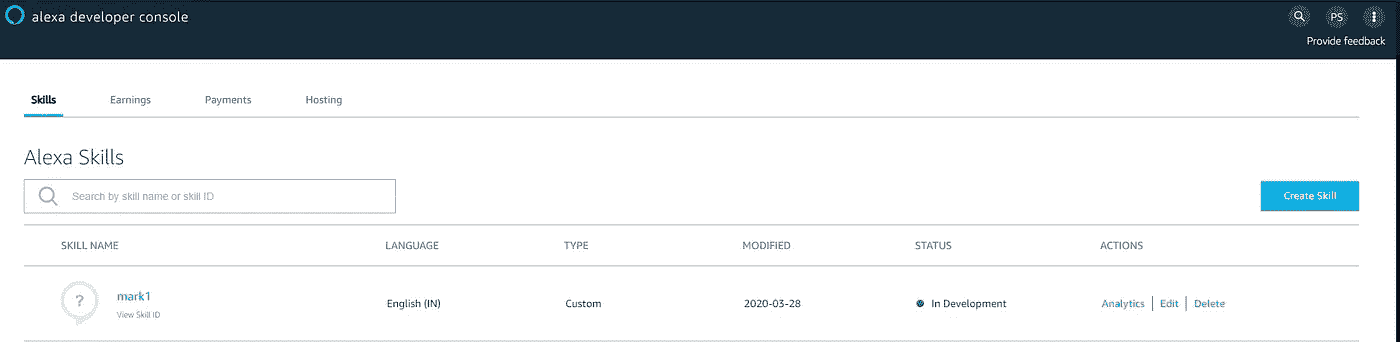 alexa developer console
PS
Provide feedback
Skills Earnings Payments Hosting
Alexa Skills
Search by skill name or skill ID
Create Skill
SKILL NAME LANGUAGE TYPE MODIFIED STATUS ACTIONS
? mark1 English (IN) Custom 2020-03-28 In Development Analytics Edit Delete
View Skill ID